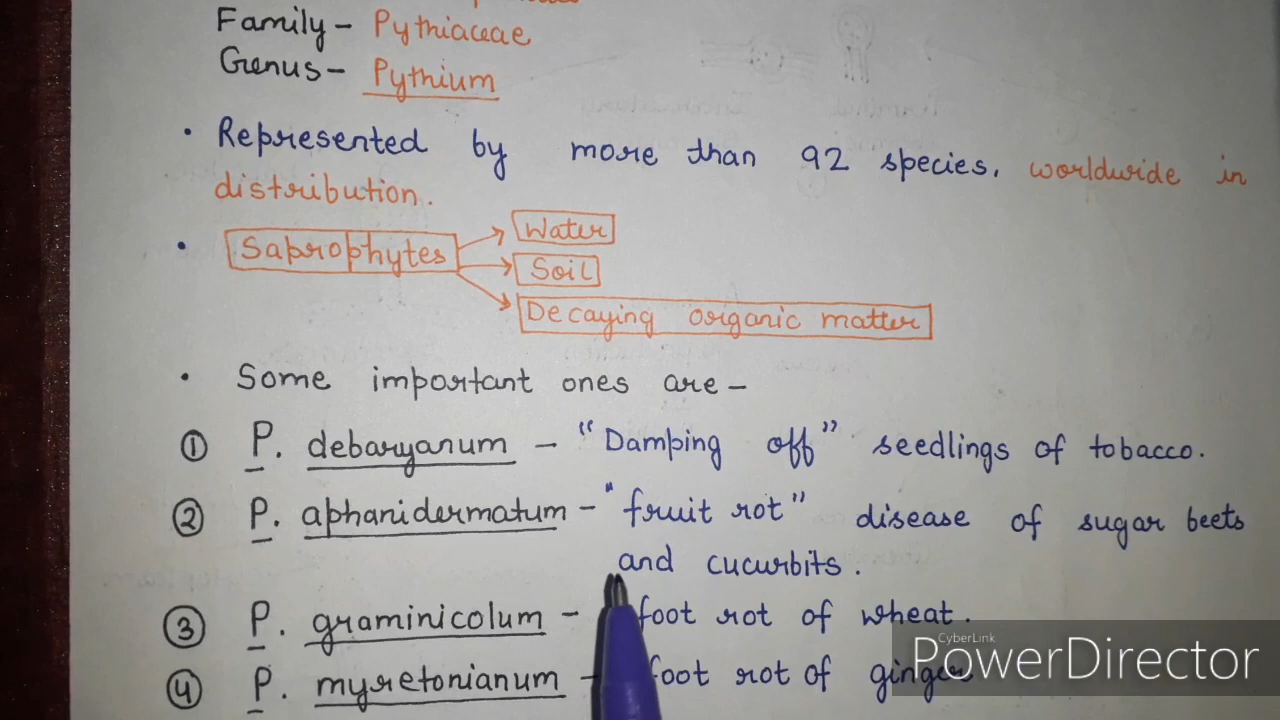 Family – Pythiaceae
Genus – Pythium
• Represented by more than 92 species, worldwide in
distribution.
• Saprophytes
Water
Soil
Decaying organic matter
• Some important ones are –
① P. debaryanum – "Damping off" seedlings of tobacco.
② P. aphanidermatum – "fruit rot" disease of sugar beets
and cucurbits.
③ P. graminicolum – foot rot of wheat.
④ P. myretonianum – foot rot of ginger
CyberLink
PowerDirector